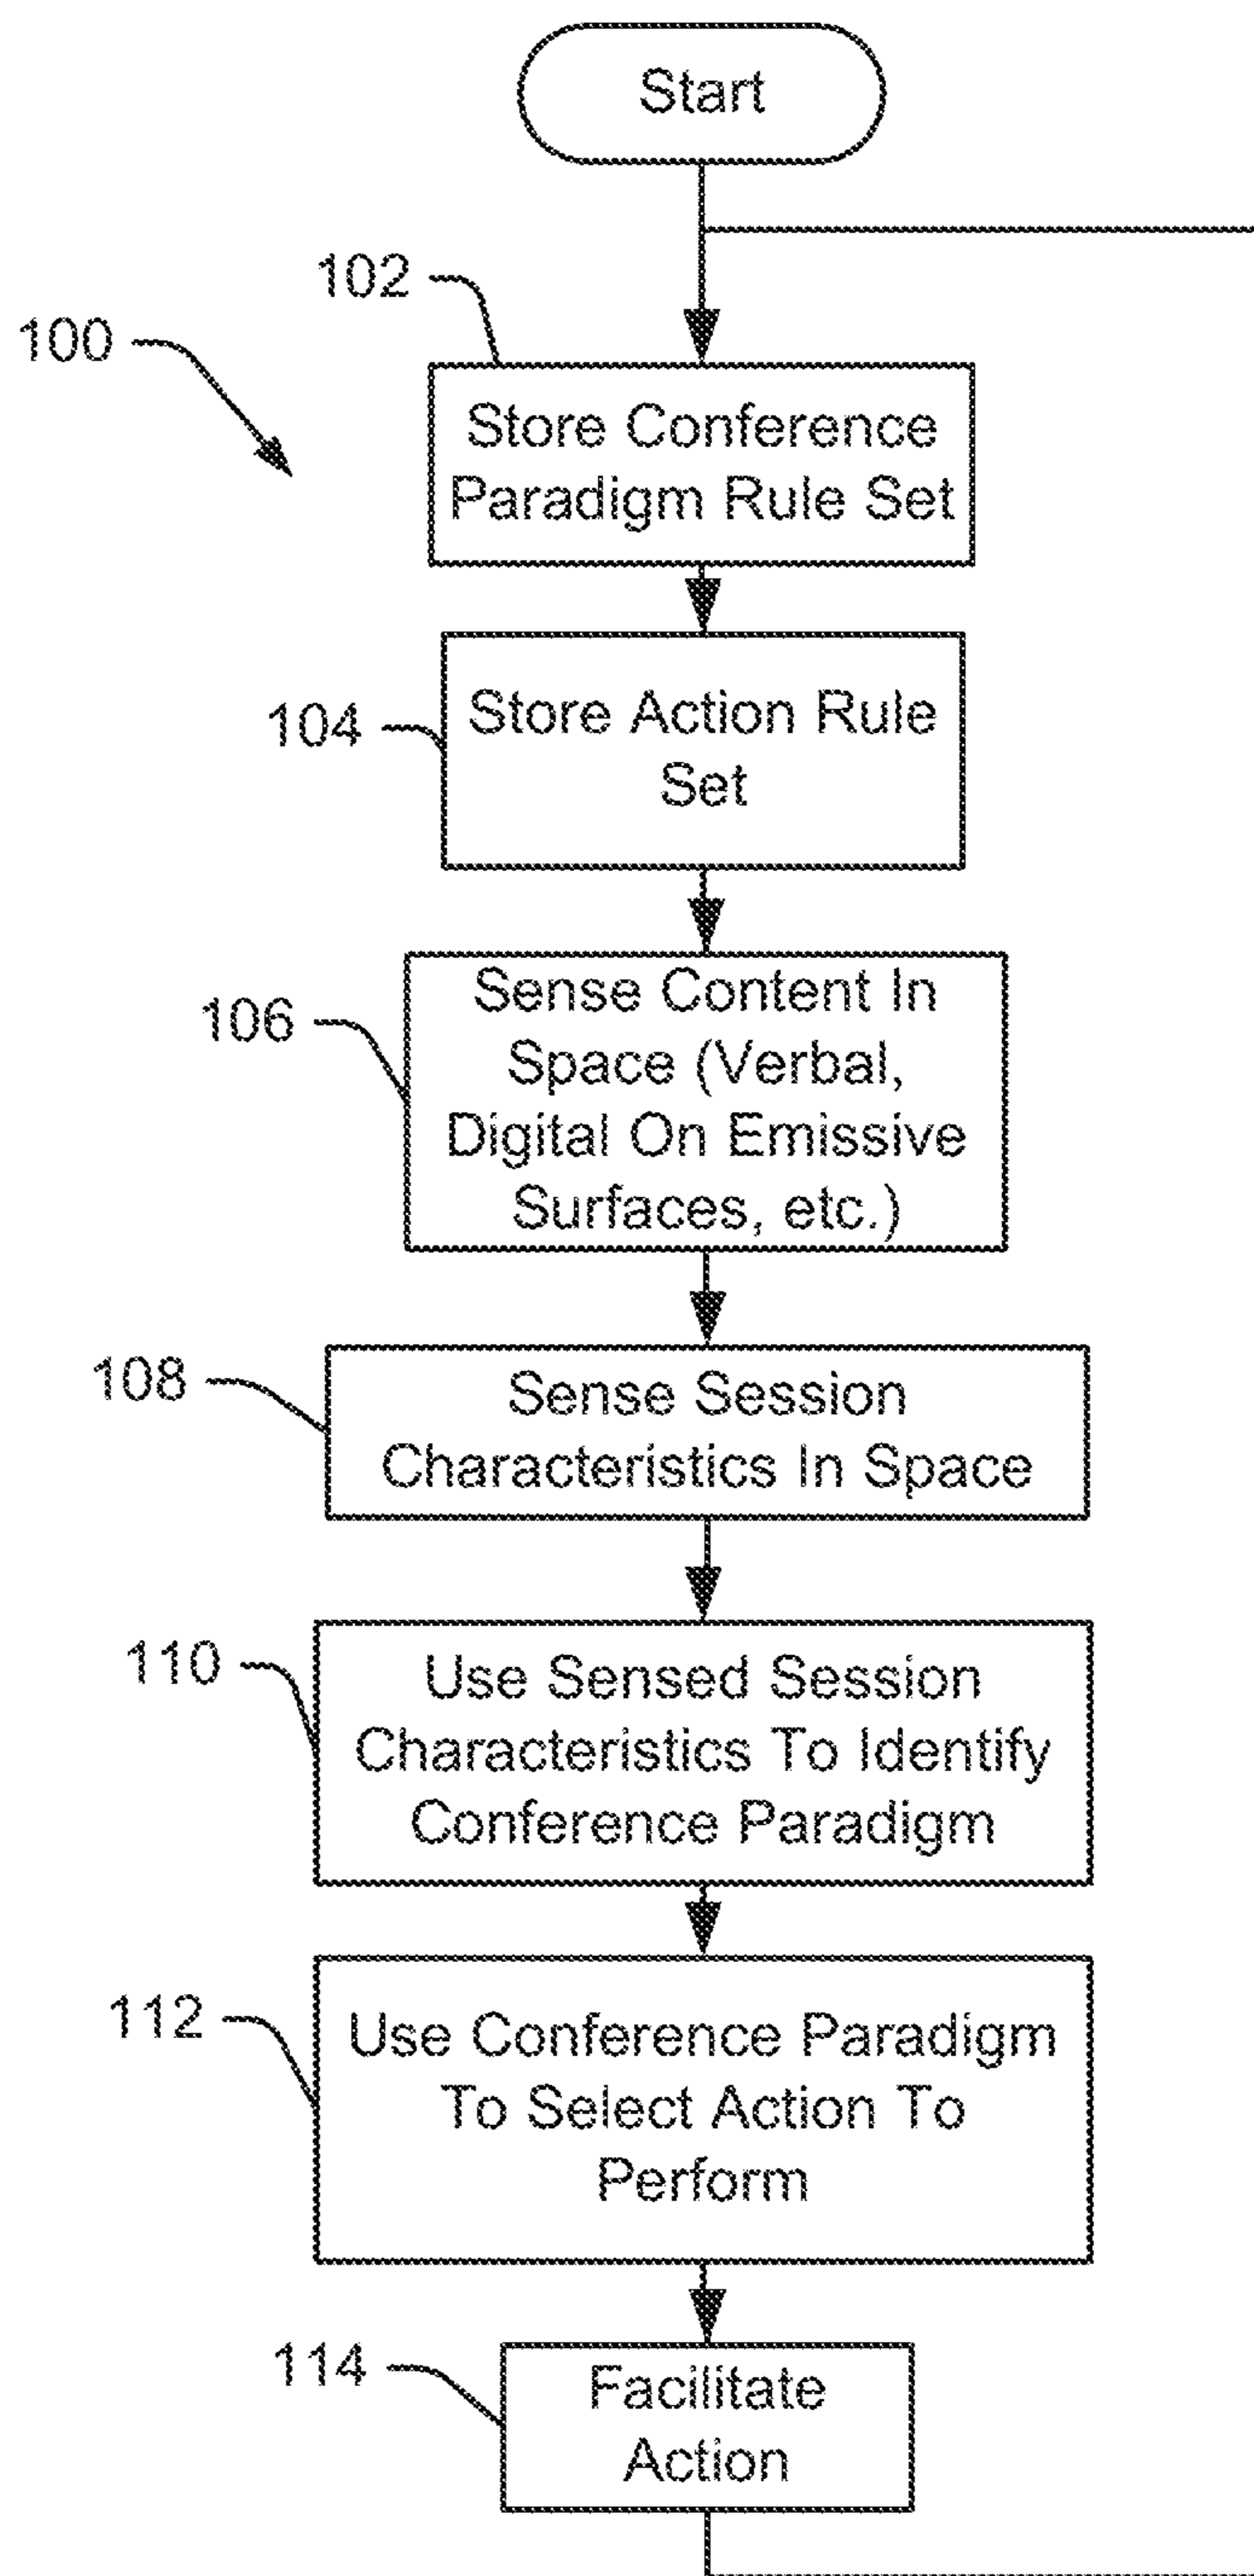 Start
102
100
Store Conference
Paradigm Rule Set
104
Store Action Rule
Set
106
Sense Content In
Space (Verbal,
Digital On Emissive
Surfaces, etc.)
108
Sense Session
Characteristics In Space
110
Use Sensed Session
Characteristics To Identify
Conference Paradigm
112
Use Conference Paradigm
To Select Action To
Perform
114
Facilitate
Action